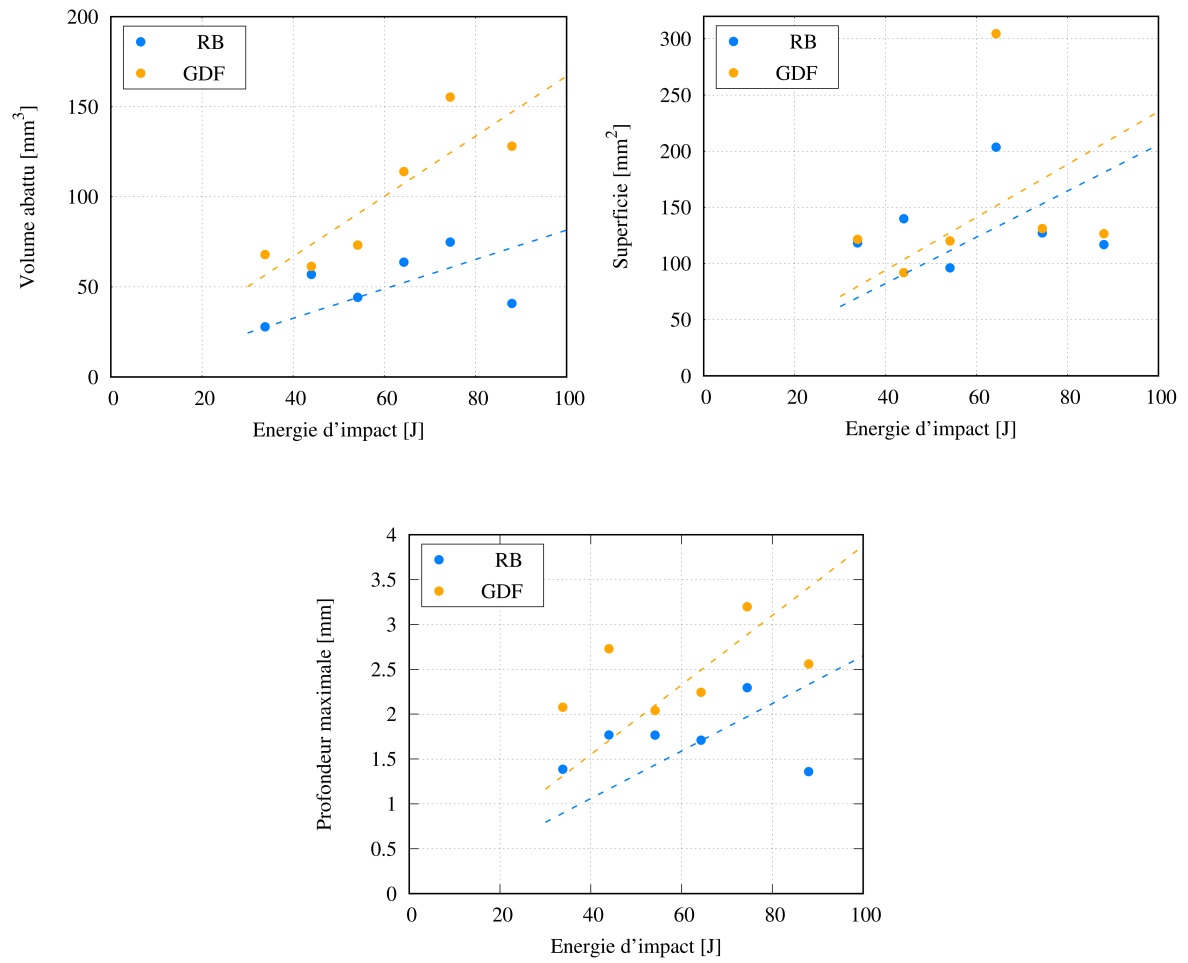 200
150
100
50
0
Volume abattu [mm³]
RB
GDF
0 20 40 60 80 100
Energie d'impact [J]
300
250
200
150
100
50
0
Superficie [mm²]
RB
GDF
0 20 40 60 80 100
Energie d'impact [J]
4
3.5
3
2.5
2
1.5
1
0.5
0
Profondeur maximale [mm]
RB
GDF
0 20 40 60 80 100
Energie d'impact [J]